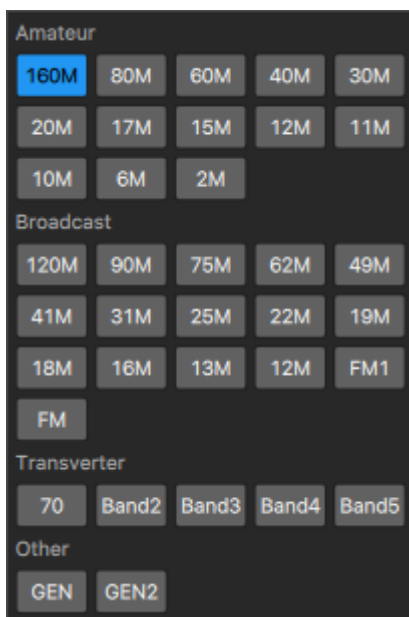 Amateur
160M 80M 60M 40M 30M
20M 17M 15M 12M 11M
10M 6M 2M
Broadcast
120M 90M 75M 62M 49M
41M 31M 25M 22M 19M
18M 16M 13M 12M FM1
FM
Transverter
70 Band2 Band3 Band4 Band5
Other
GEN GEN2